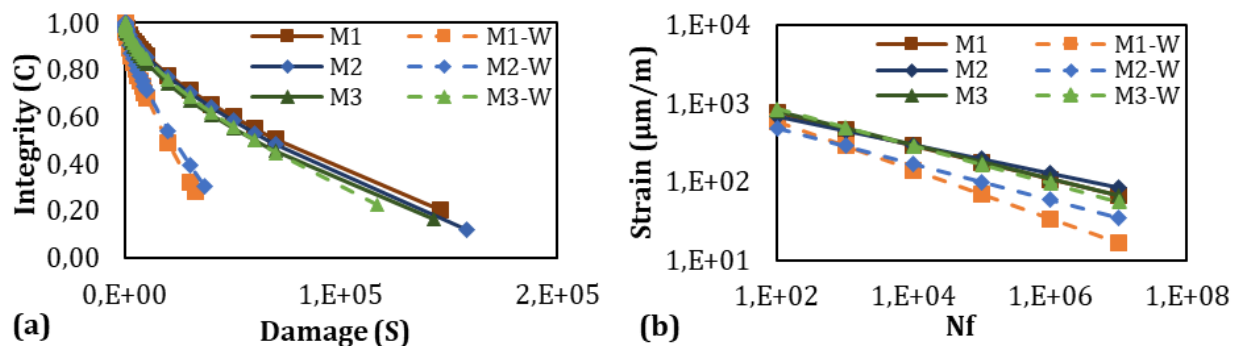 1,00
0,80
0,60
0,40
0,20
0,00
Integrity (C)
M1
M1-W
M2
M2-W
M3
M3-W
0,E+00
1,E+05
2,E+05
Damage (S)
(a)
1,E+04
1,E+03
1,E+02
1,E+01
Strain (µm/m)
M1
M1-W
M2
M2-W
M3
M3-W
1,E+02
1,E+04
1,E+06
1,E+08
Nf
(b)